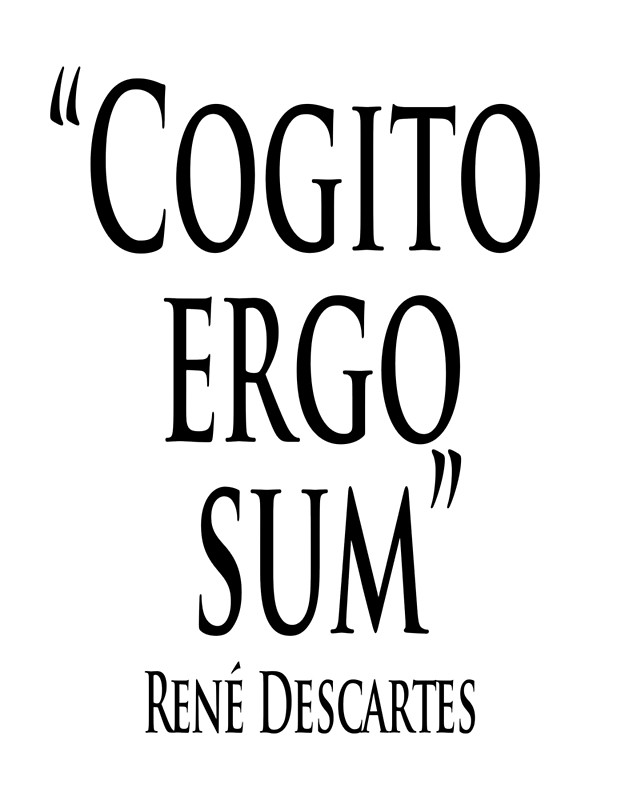 “Cogito
ergo
sum”
René Descartes